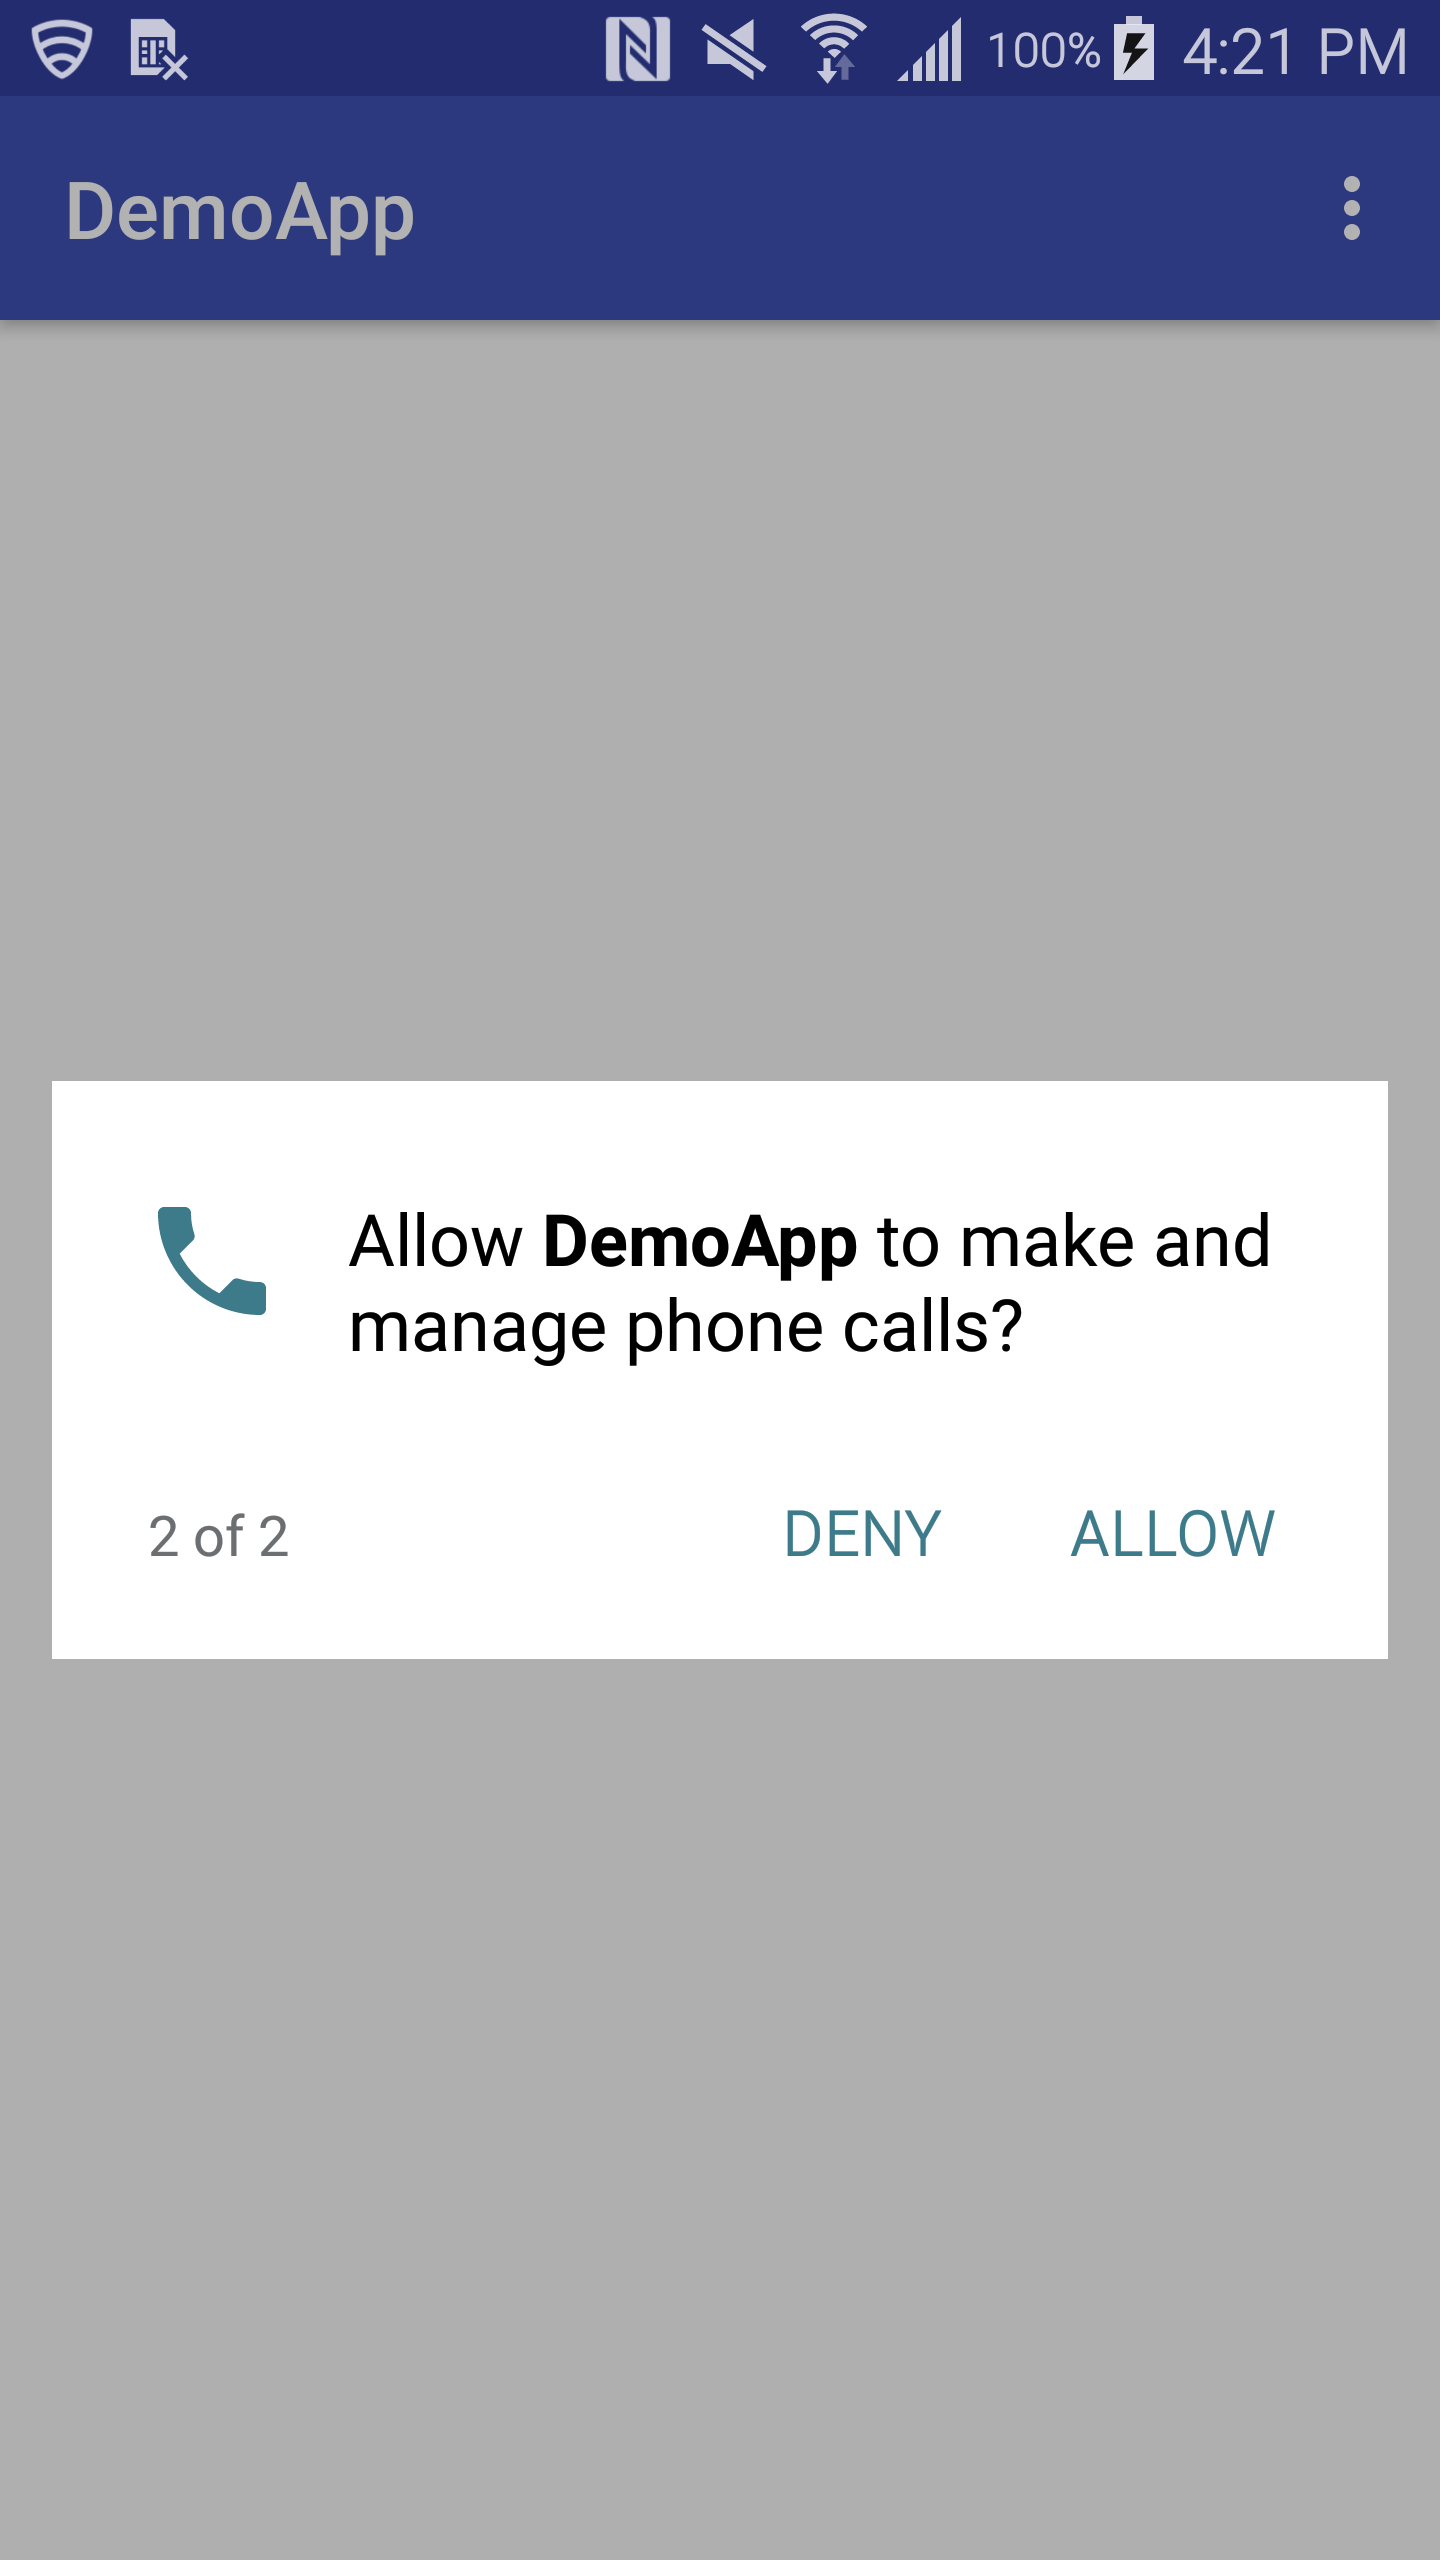 100% 4:21 PM
DemoApp
Allow DemoApp to make and
manage phone calls?
2 of 2 DENY ALLOW